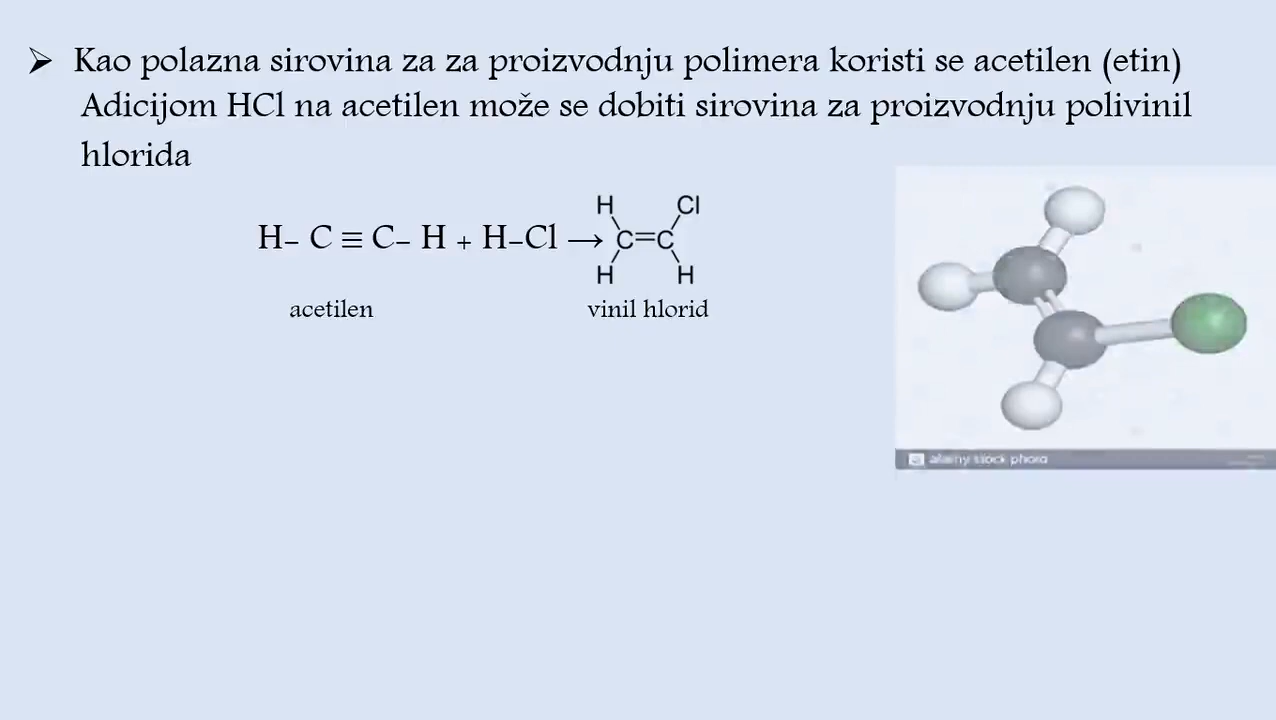 ➢ Kao polazna sirovina za za proizvodnju polimera koristi se acetilen (etin)
Adicijom HCl na acetilen može se dobiti sirovina za proizvodnju polivinil
hlorida
H Cl
H– C ≡ C– H + H–Cl → C=C
H H
acetilen vinil hlorid
a alamy stock photo